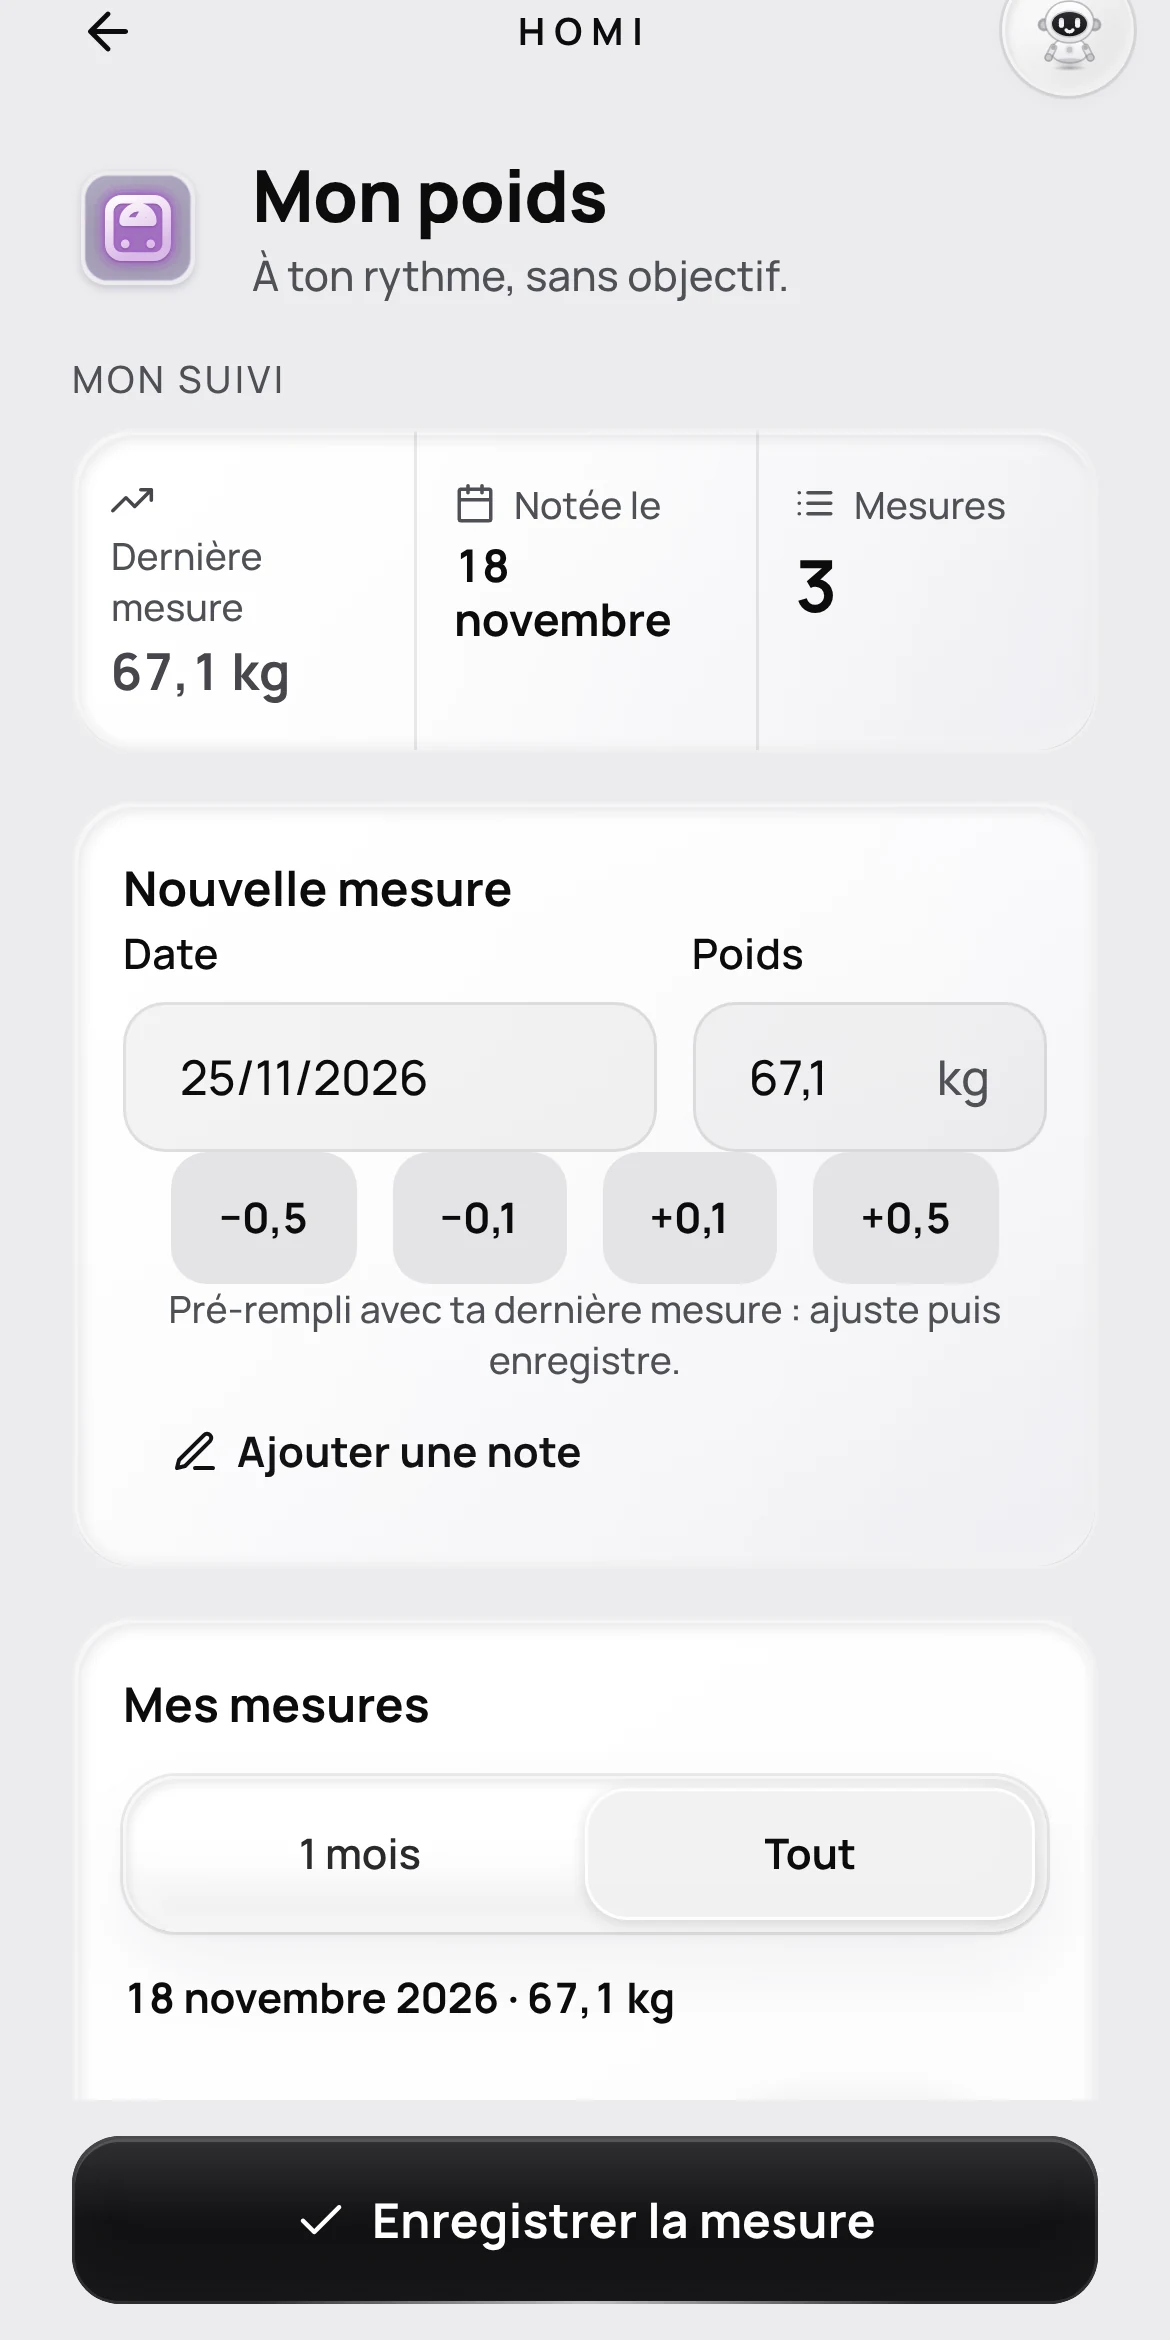 HOMI
Mon poids
À ton rythme, sans objectif.
MON SUIVI
Dernière
mesure
67,1 kg
Notée le
18
novembre
Mesures
3
Nouvelle mesure
Date
Poids
25/11/2026
67,1 kg
−0,5
−0,1
+0,1
+0,5
Pré-rempli avec ta dernière mesure : ajuste puis
enregistre.
Ajouter une note
Mes mesures
1 mois
Tout
18 novembre 2026 · 67,1 kg
Enregistrer la mesure